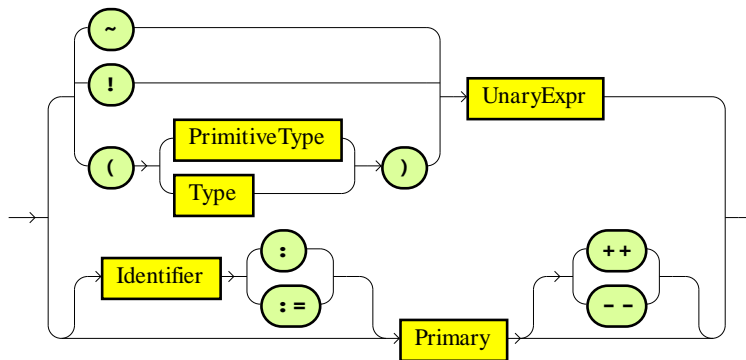 ~
!
UnaryExpr
( PrimitiveType )
Type
Identifier : ++
:= --
Primary